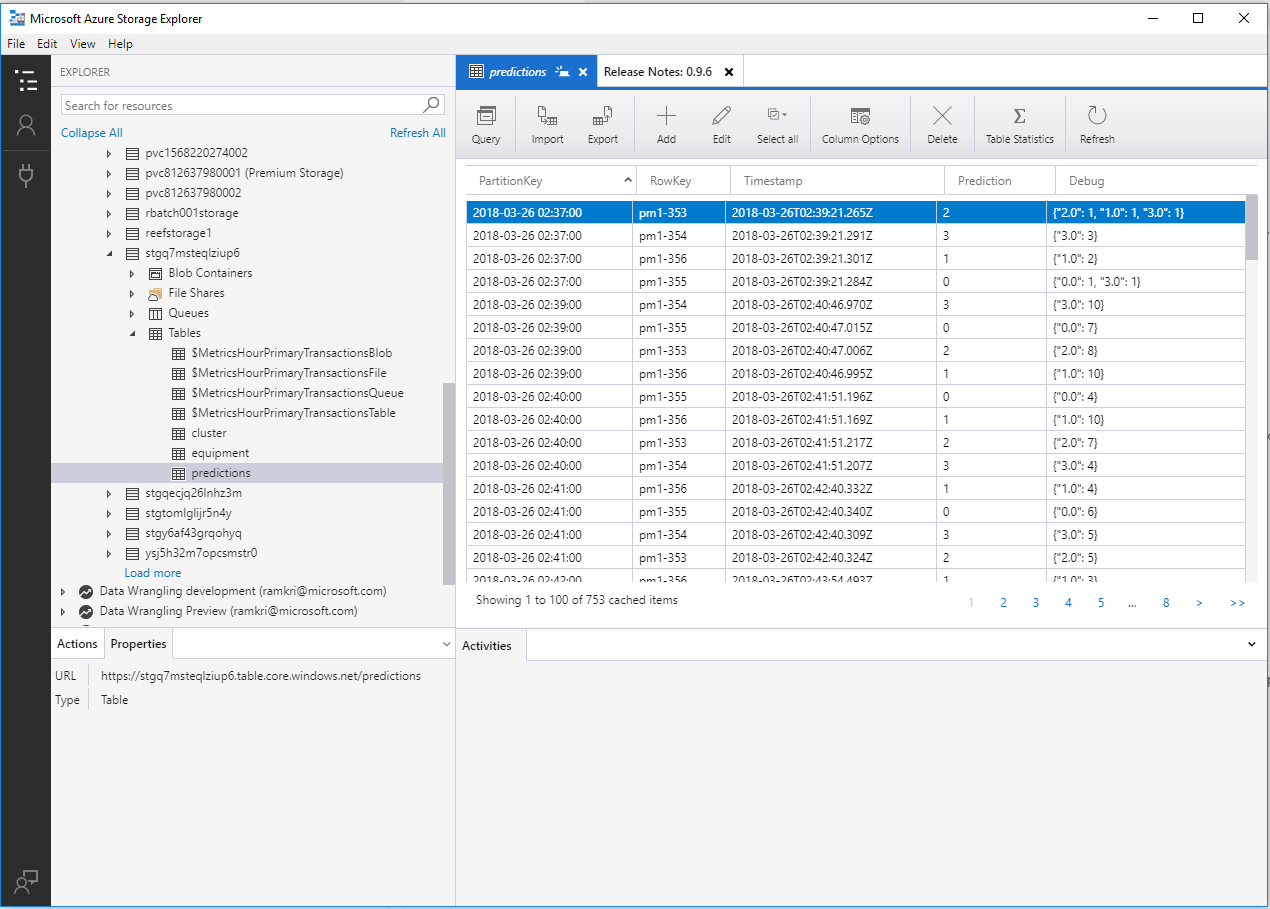 Microsoft Azure Storage Explorer
File Edit View Help
EXPLORER
Search for resources
Collapse All Refresh All
pvc1568220274002
pvc812637980001 (Premium Storage)
pvc812637980002
rbatch001storage
reefstorage1
stgq7msteqlziup6
Blob Containers
File Shares
Queues
Tables
$MetricsHourPrimaryTransactionsBlob
$MetricsHourPrimaryTransactionsFile
$MetricsHourPrimaryTransactionsQueue
$MetricsHourPrimaryTransactionsTable
cluster
equipment
predictions
stgqecjq26lnhz3m
stgtomlglijr5n4y
stgy6af43grqohyq
ysj5h32m7opcsmstr0
Load more
Data Wrangling development (ramkri@microsoft.com)
Data Wrangling Preview (ramkri@microsoft.com)
Actions Properties
URL https://stgq7msteqlziup6.table.core.windows.net/predictions
Type Table
predictions Release Notes: 0.9.6
Query Import Export Add Edit Select all Column Options Delete Table Statistics Refresh
PartitionKey RowKey Timestamp Prediction Debug
2018-03-26 02:37:00 pm1-353 2018-03-26T02:39:21.265Z 2 {"2.0": 1, "1.0": 1, "3.0": 1}
2018-03-26 02:37:00 pm1-354 2018-03-26T02:39:21.291Z 3 {"3.0": 3}
2018-03-26 02:37:00 pm1-356 2018-03-26T02:39:21.301Z 1 {"1.0": 2}
2018-03-26 02:37:00 pm1-355 2018-03-26T02:39:21.284Z 0 {"0.0": 1, "3.0": 1}
2018-03-26 02:39:00 pm1-354 2018-03-26T02:40:46.970Z 3 {"3.0": 10}
2018-03-26 02:39:00 pm1-355 2018-03-26T02:40:47.015Z 0 {"0.0": 7}
2018-03-26 02:39:00 pm1-353 2018-03-26T02:40:47.006Z 2 {"2.0": 8}
2018-03-26 02:39:00 pm1-356 2018-03-26T02:40:46.995Z 1 {"1.0": 10}
2018-03-26 02:40:00 pm1-355 2018-03-26T02:41:51.196Z 0 {"0.0": 4}
2018-03-26 02:40:00 pm1-356 2018-03-26T02:41:51.169Z 1 {"1.0": 10}
2018-03-26 02:40:00 pm1-353 2018-03-26T02:41:51.217Z 2 {"2.0": 7}
2018-03-26 02:40:00 pm1-354 2018-03-26T02:41:51.207Z 3 {"3.0": 4}
2018-03-26 02:41:00 pm1-356 2018-03-26T02:42:40.332Z 1 {"1.0": 4}
2018-03-26 02:41:00 pm1-355 2018-03-26T02:42:40.340Z 0 {"0.0": 6}
2018-03-26 02:41:00 pm1-354 2018-03-26T02:42:40.309Z 3 {"3.0": 5}
2018-03-26 02:41:00 pm1-353 2018-03-26T02:42:40.324Z 2 {"2.0": 5}
2018-03-26 02:42:00 pm1-356 2018-03-26T02:43:54.493Z 1 {"1.0": 3}
Showing 1 to 100 of 753 cached items
1 2 3 4 5 ... 8 > >>
Activities